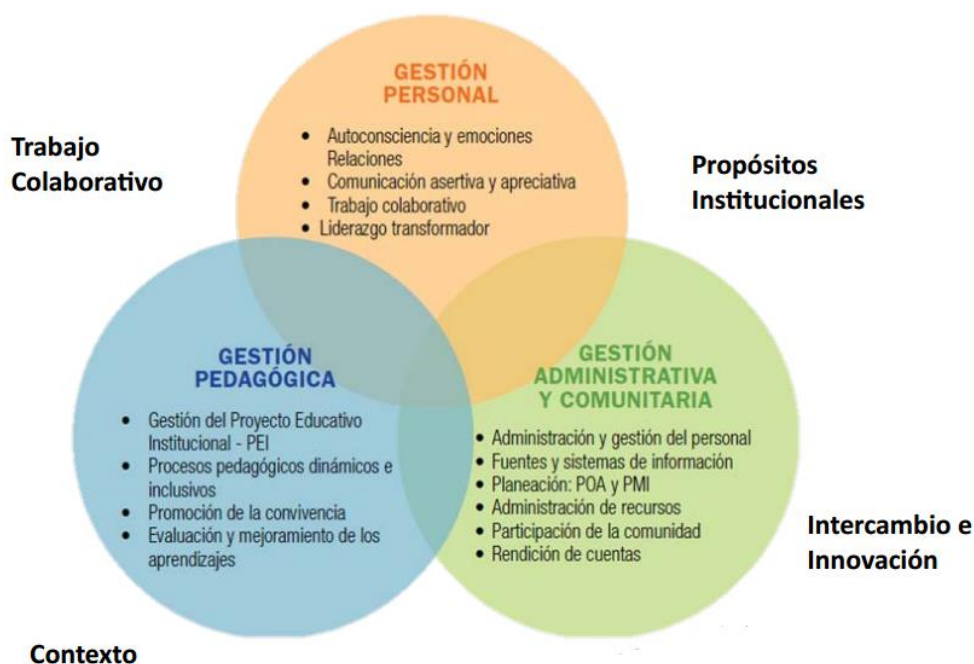 GESTIÓN
PERSONAL
• Autoconsciencia y emociones
Relaciones
• Comunicación asertiva y apreciativa
• Trabajo colaborativo
• Liderazgo transformador
Trabajo
Colaborativo
Propósitos
Institucionales
GESTIÓN
PEDAGÓGICA
• Gestión del Proyecto Educativo
Institucional - PEI
• Procesos pedagógicos dinámicos e
inclusivos
• Promoción de la convivencia
• Evaluación y mejoramiento de los
aprendizajes
GESTIÓN
ADMINISTRATIVA
Y COMUNITARIA
• Administración y gestión del personal
• Fuentes y sistemas de información
• Planeación: POA y PMI
• Administración de recursos
• Participación de la comunidad
• Rendición de cuentas
Intercambio e
Innovación
Contexto